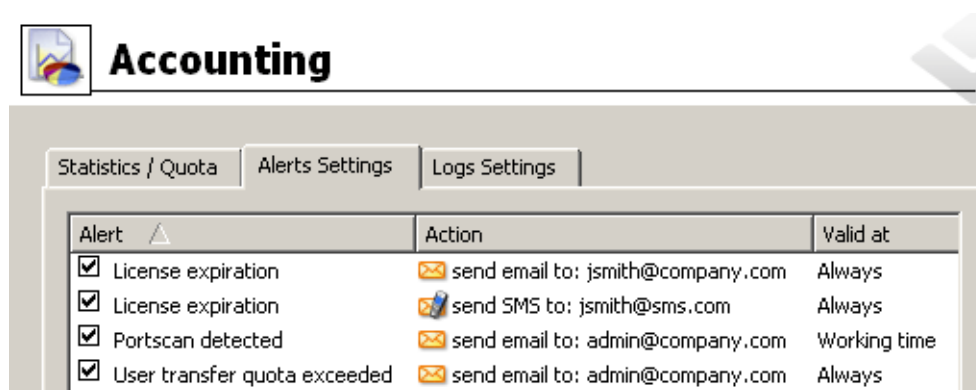 Accounting
Statistics / Quota Alerts Settings Logs Settings
Alert Action Valid at
License expiration send email to: jsmith@company.com Always
License expiration send SMS to: jsmith@sms.com Always
Portscan detected send email to: admin@company.com Working time
User transfer quota exceeded send email to: admin@company.com Always